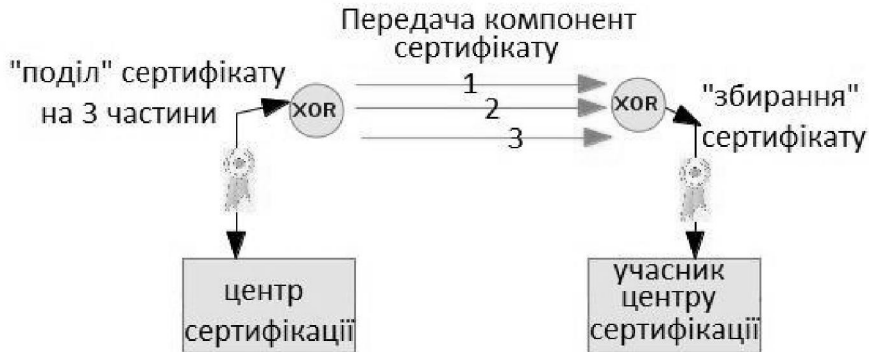 Передача компонент
сертифікату
"поділ" сертифікату
на 3 частини
XOR
1
2
3
XOR
"збирання"
сертифікату
центр
сертифікації
учасник
центру
сертифікації